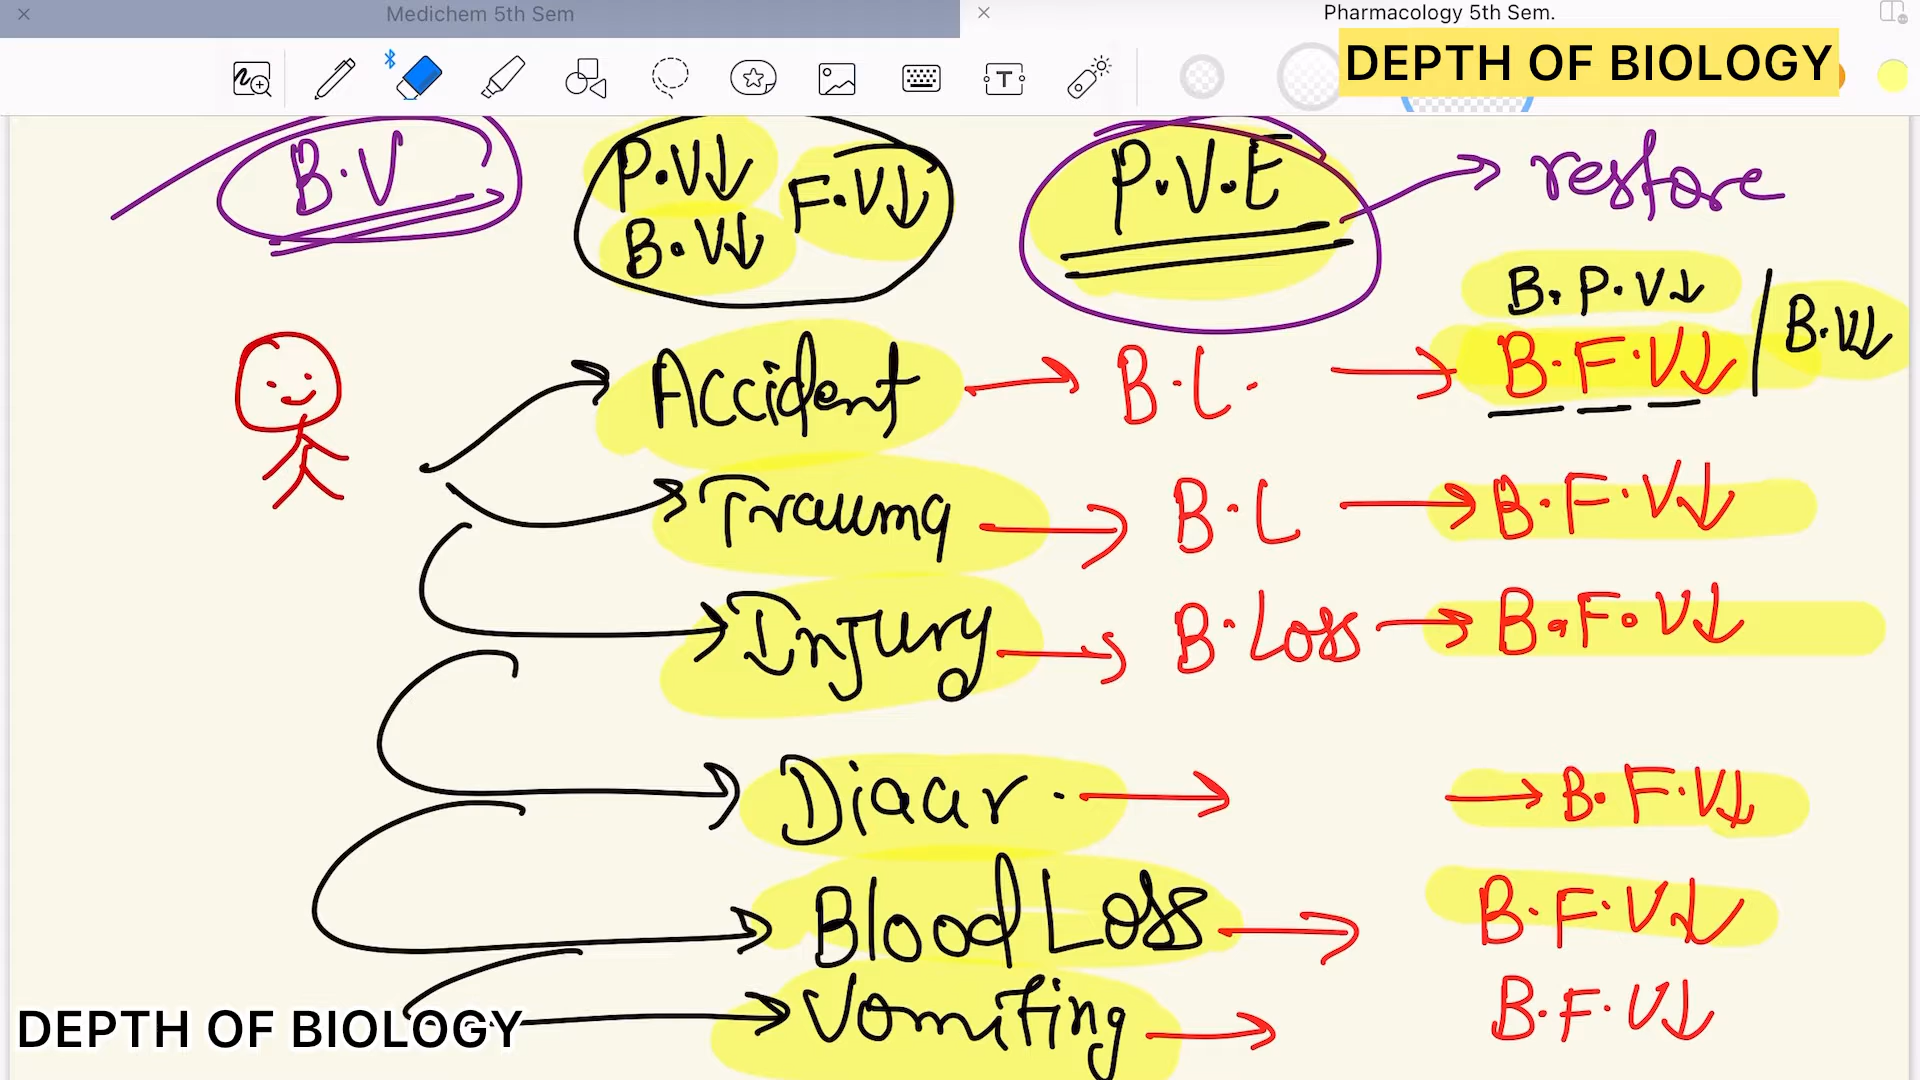 Medichem 5th Sem
Pharmacology 5th Sem.
DEPTH OF BIOLOGY
B.V
P.V↓ F.V↓
B.V↓
P.V.E → restore
B.P.V↓
Accident → B.L. → B.F.V↓ | B.V↓
Trauma → B.L → B.F.V↓
Injury → B.Loss → B.F.V↓
Diaar. → → B.F.V↓
Blood Loss → B.F.V↓
Vomiting → B.F.V↓
DEPTH OF BIOLOGY